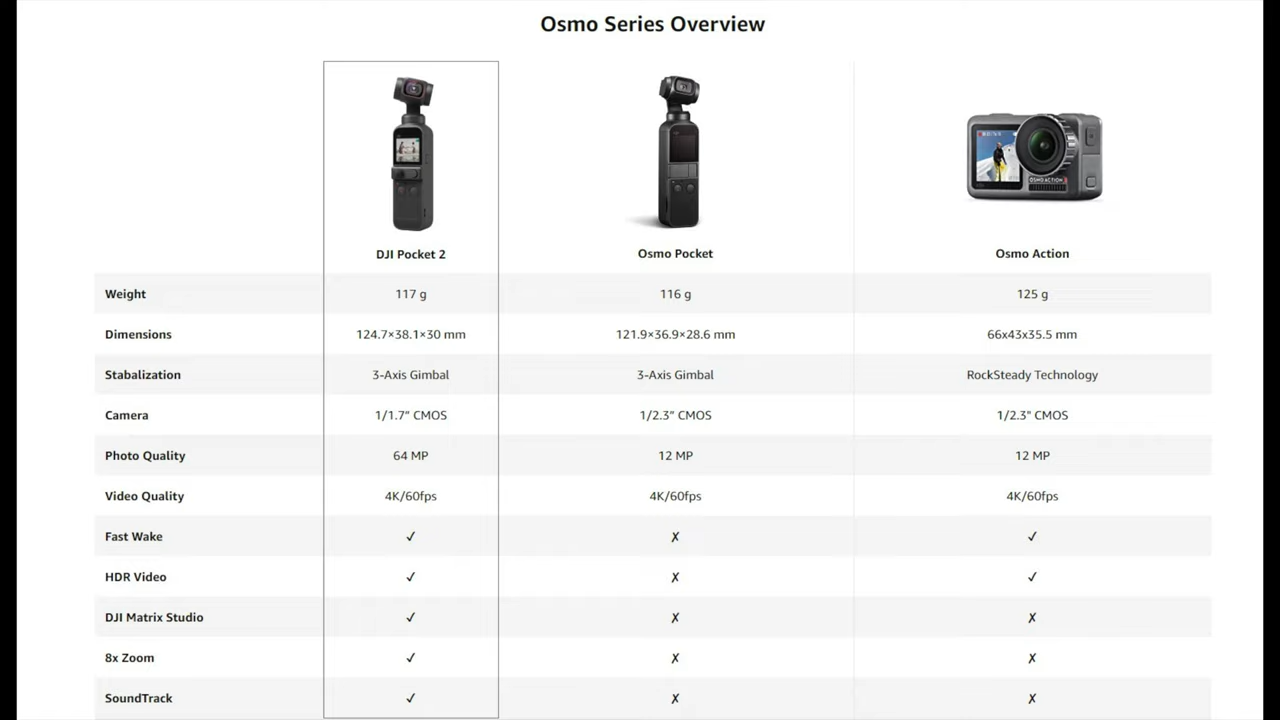 Osmo Series Overview
OSMO ACTION
DJI Pocket 2 Osmo Pocket Osmo Action
Weight 117 g 116 g 125 g
Dimensions 124.7×38.1×30 mm 121.9×36.9×28.6 mm 66x43x35.5 mm
Stabalization 3-Axis Gimbal 3-Axis Gimbal RockSteady Technology
Camera 1/1.7” CMOS 1/2.3” CMOS 1/2.3" CMOS
Photo Quality 64 MP 12 MP 12 MP
Video Quality 4K/60fps 4K/60fps 4K/60fps
Fast Wake ✓ ✗ ✓
HDR Video ✓ ✗ ✓
DJI Matrix Studio ✓ ✗ ✗
8x Zoom ✓ ✗ ✗
SoundTrack ✓ ✗ ✗